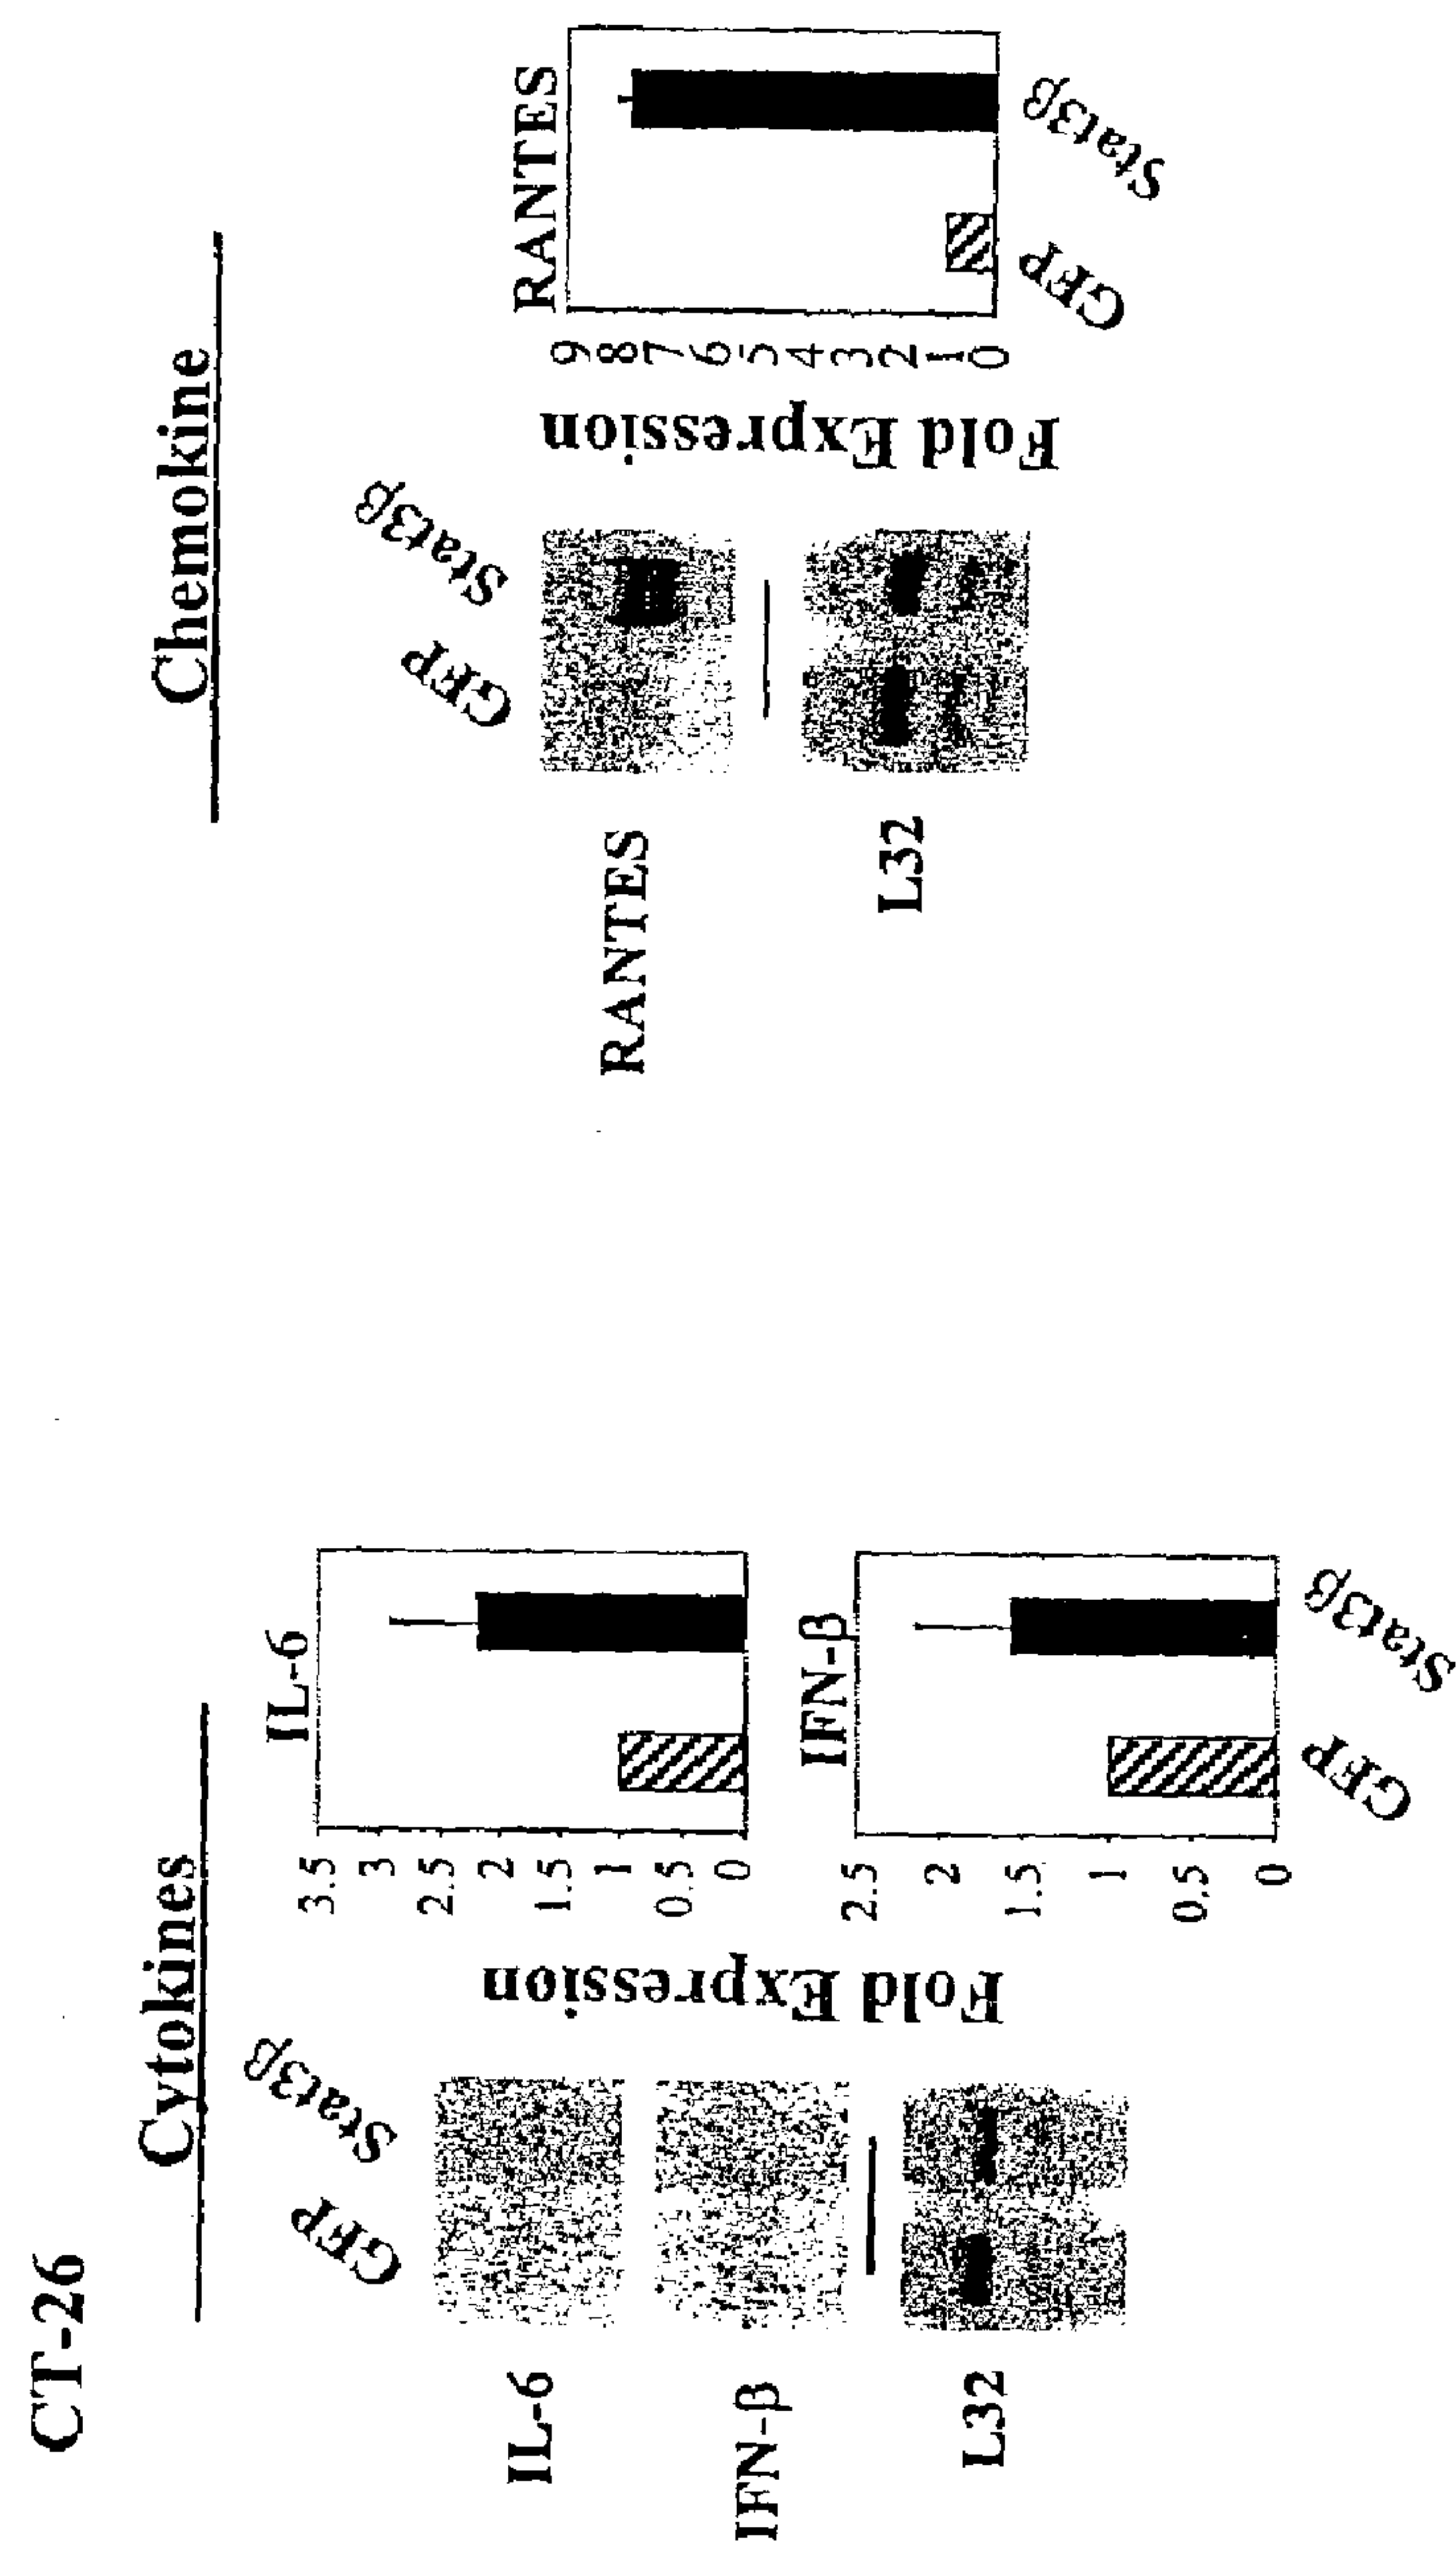 CT-26
Cytokines
GFP Stat3β
IL-6
IFN-β
L32
Fold Expression
IL-6
3.5
3
2.5
2
1.5
1
0.5
0
IFN-β
2.5
2
1.5
1
0.5
0
GFP Stat3β
Chemokine
GFP Stat3β
RANTES
L32
Fold Expression
RANTES
9
8
7
6
5
4
3
2
1
0
GFP Stat3β